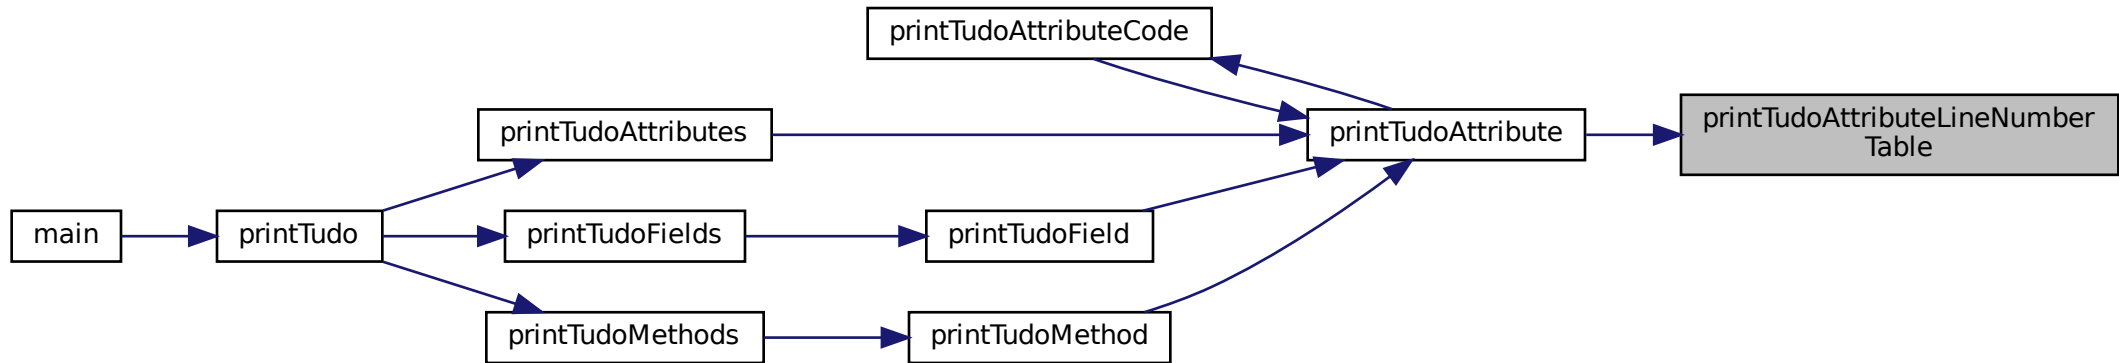 printTudoAttributeCode
printTudoAttributes
printTudoAttribute
printTudoAttributeLineNumber
Table
main
printTudo
printTudoFields
printTudoField
printTudoMethods
printTudoMethod